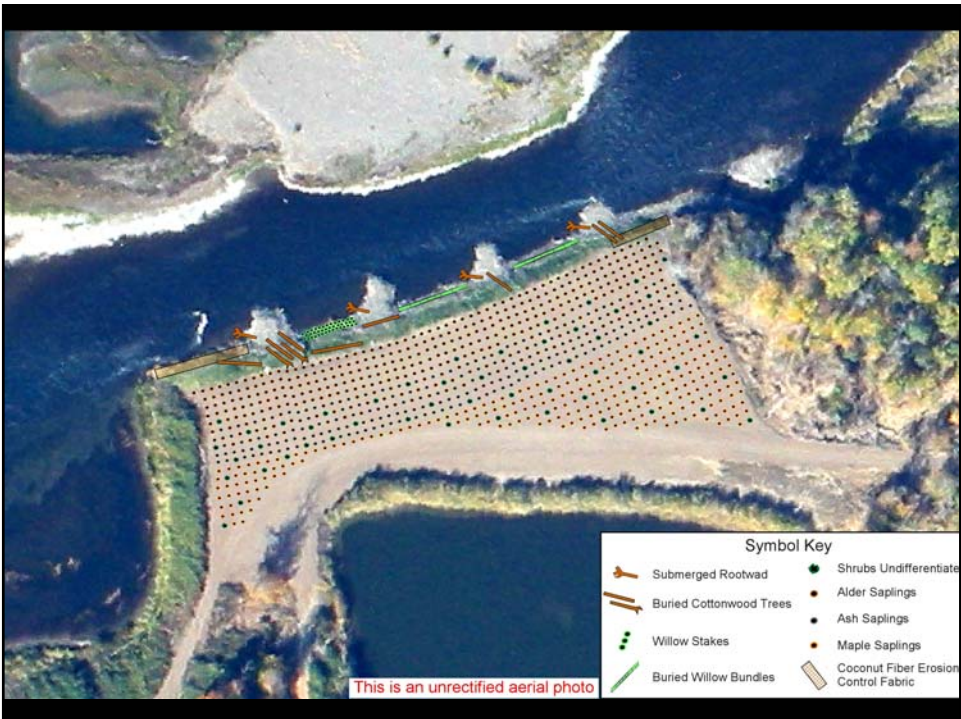 Symbol Key
Submerged Rootwad
Buried Cottonwood Trees
Willow Stakes
Buried Willow Bundles
Shrubs Undifferentiate
Alder Saplings
Ash Saplings
Maple Saplings
Coconut Fiber Erosion
Control Fabric
This is an unrectified aerial photo